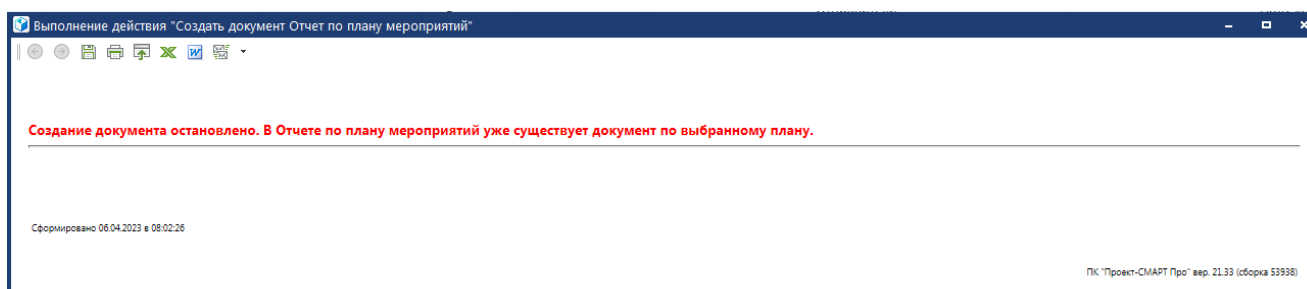 Выполнение действия "Создать документ Отчет по плану мероприятий"
Создание документа остановлено. В Отчете по плану мероприятий уже существует документ по выбранному плану.
Сформировано 06.04.2023 в 08:02:26
ПК "Проект-СМАРТ Про" вер. 21.33 (сборка 53938)